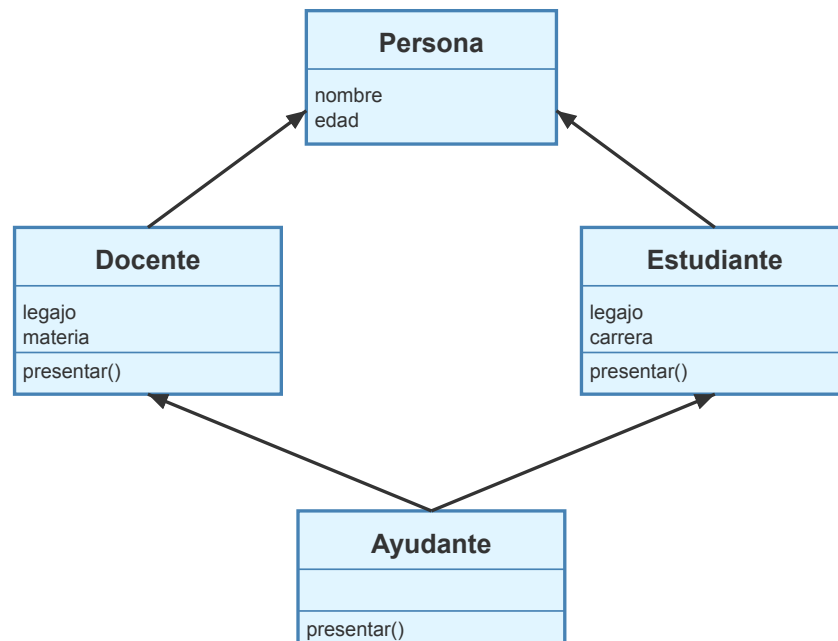 Persona
nombre
edad
Docente
legajo
materia
presentar()
Estudiante
legajo
carrera
presentar()
Ayudante
presentar()